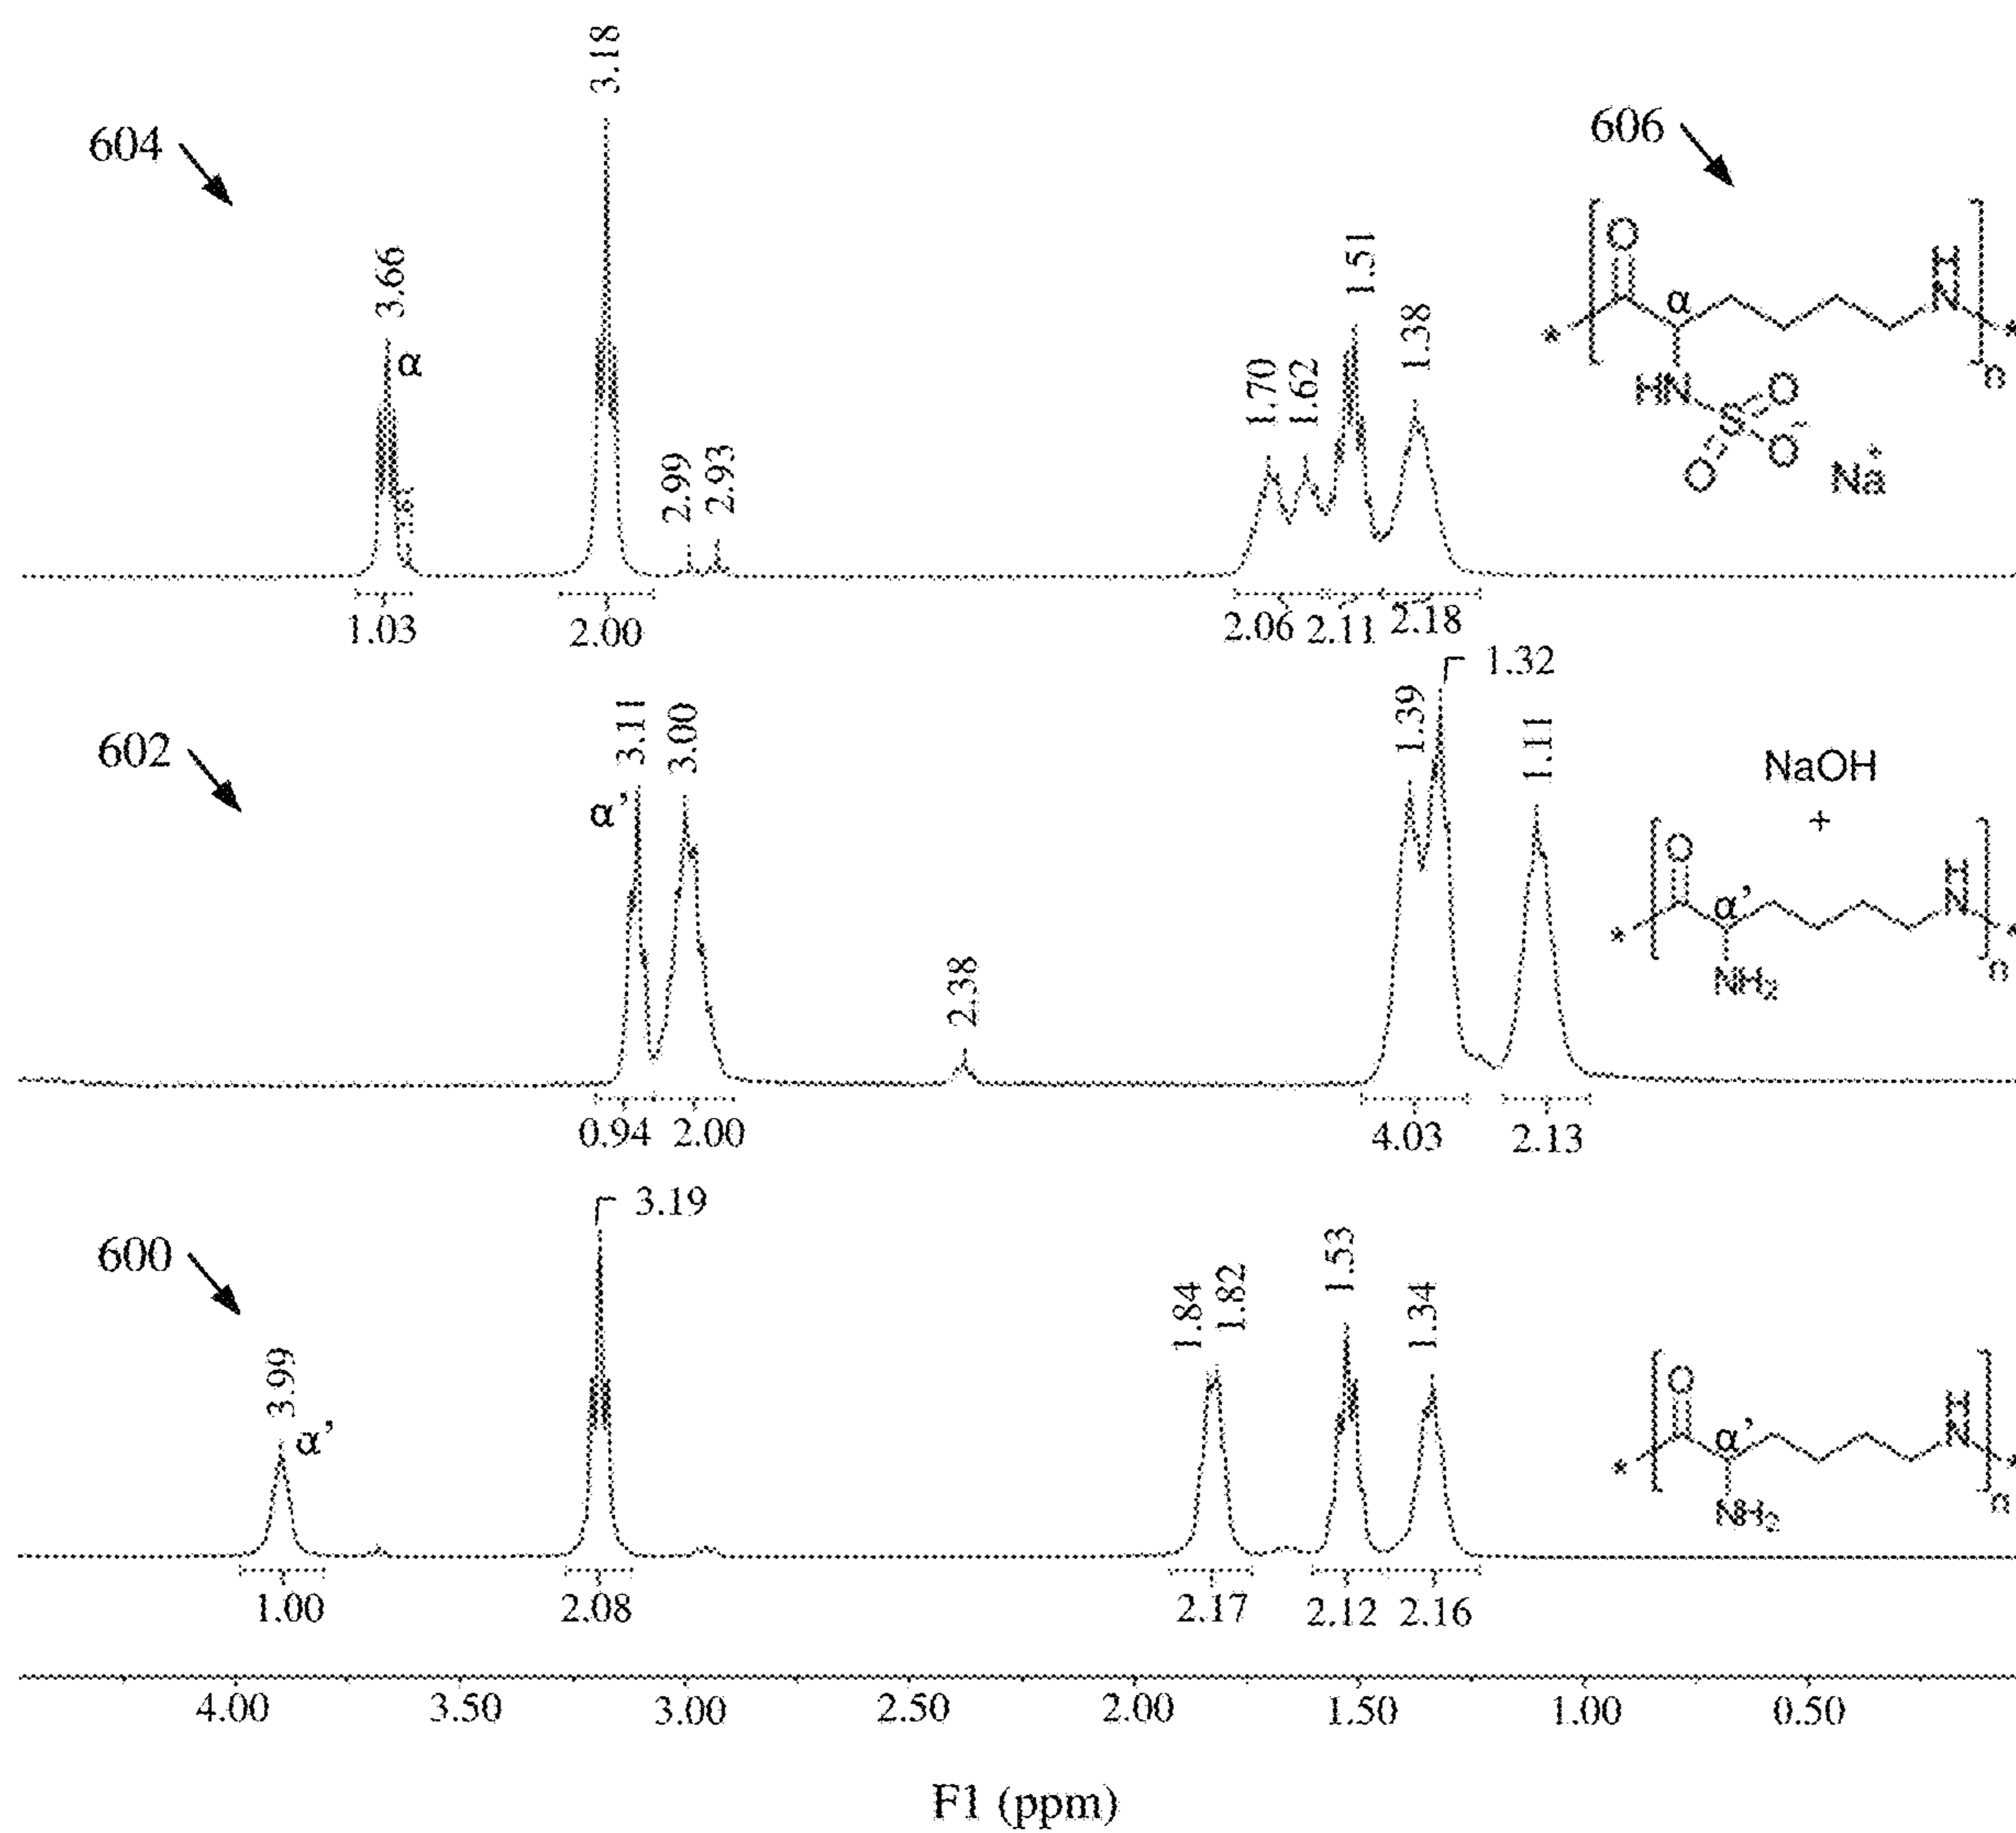 3.18
604
606
3.66
α
2.99
2.93
1.70
1.62
1.51
1.38
O
α
H
N
*
*
n
HN
S
O
O
O
-
Na
+
1.03
2.00
2.06
2.11
2.18
602
3.11
α’
3.00
2.38
1.39
1.32
1.11
NaOH
+
O
α’
H
N
*
*
n
NH2
0.94
2.00
4.03
2.13
600
3.99
α’
3.19
1.84
1.82
1.53
1.34
O
α’
H
N
*
*
n
NH2
1.00
2.08
2.17
2.12
2.16
4.00 3.50 3.00 2.50 2.00 1.50 1.00 0.50
F1 (ppm)